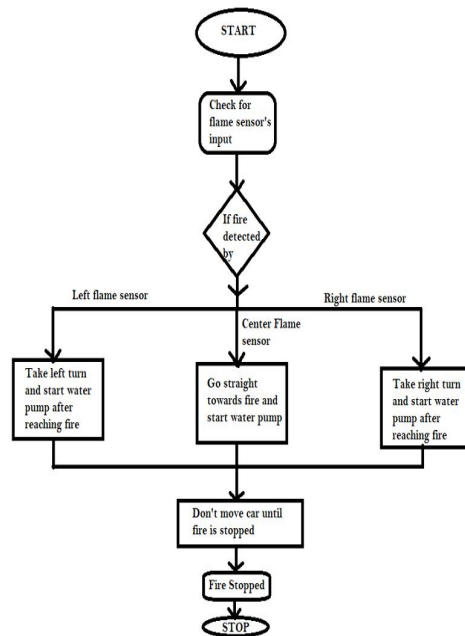 START
Check for
flame sensor's
input
If fire
detected
by
Left flame sensor
Center Flame
sensor
Right flame sensor
Take left turn
and start water
pump after
reaching fire
Go straight
towards fire and
start water pump
Take right turn
and start water
pump after
reaching fire
Don't move car until
fire is stopped
Fire Stopped
STOP